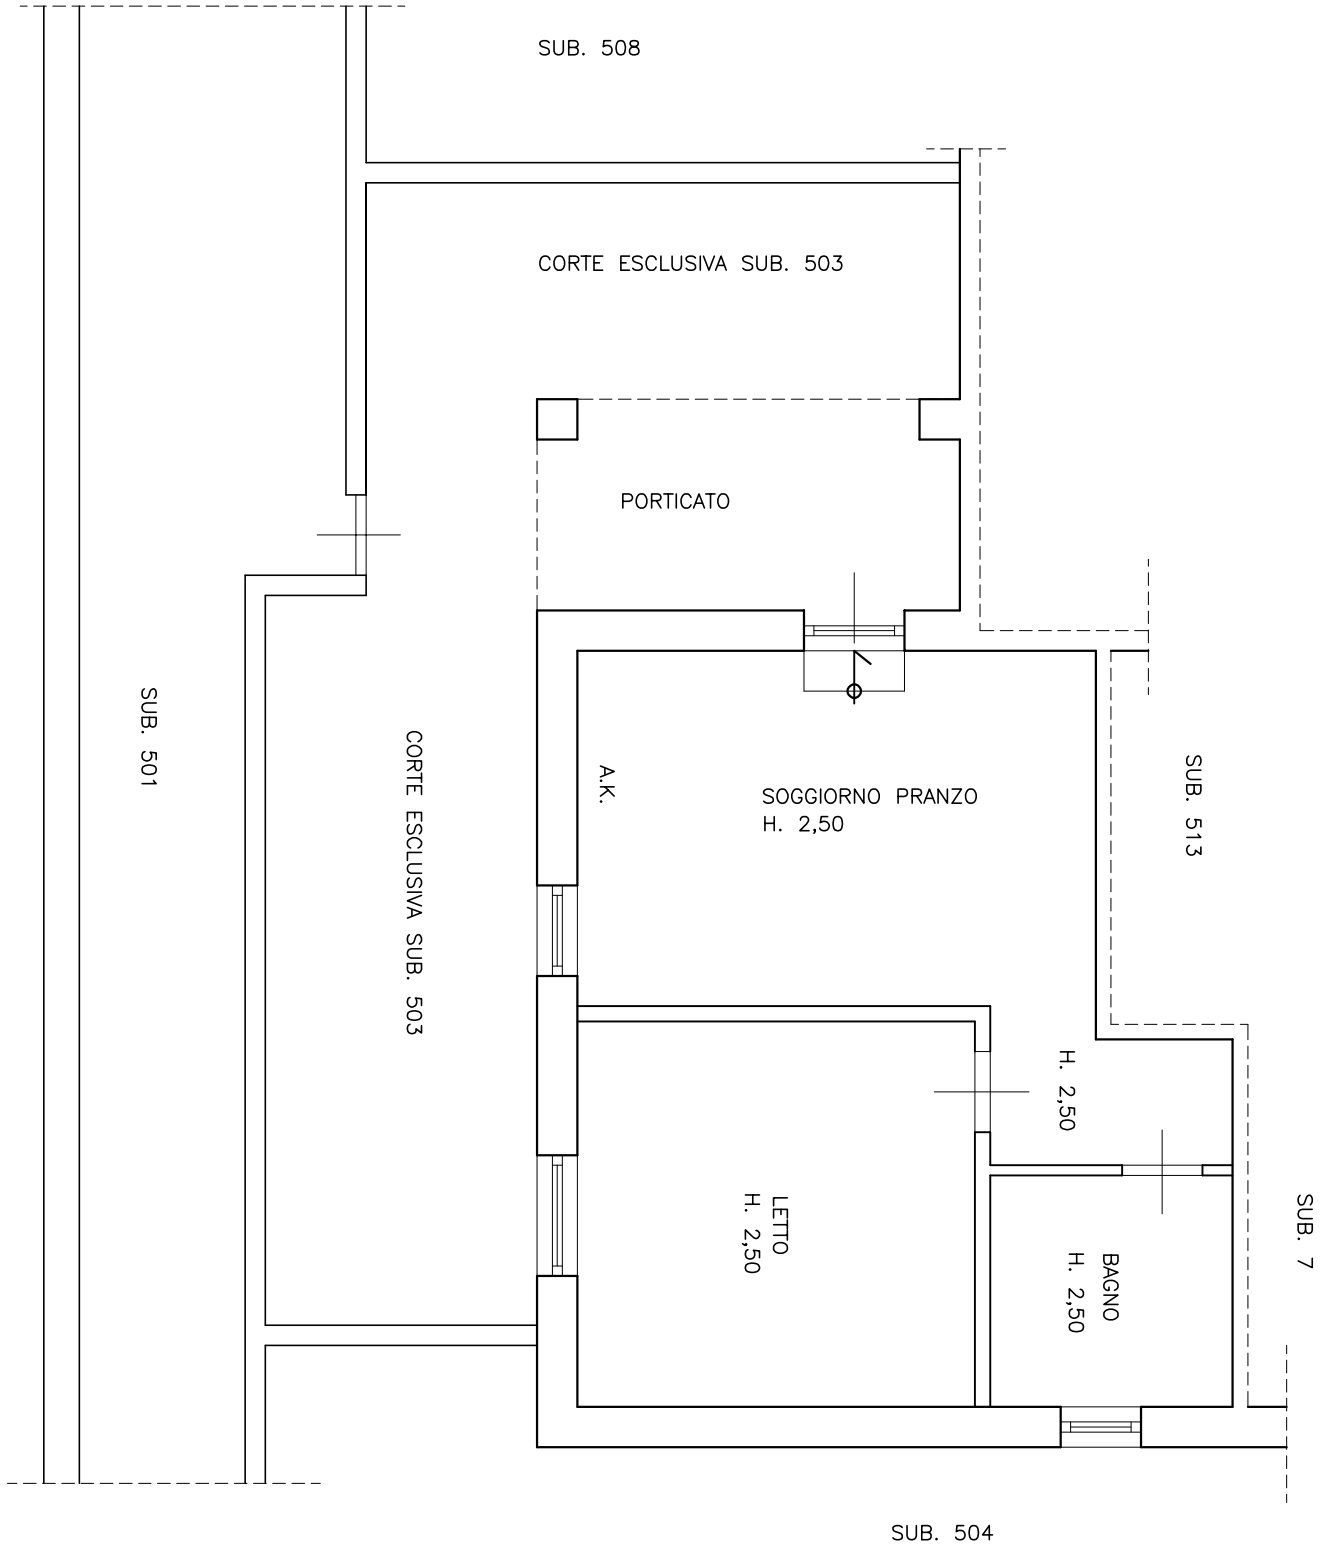 SUB. 508
CORTE ESCLUSIVA SUB. 503
PORTICATO
SUB. 501
CORTE ESCLUSIVA SUB. 503
A.K.
SOGGIORNO PRANZO
H. 2,50
SUB. 513
H. 2,50
LETTO
H. 2,50
BAGNO
H. 2,50
SUB. 7
SUB. 504